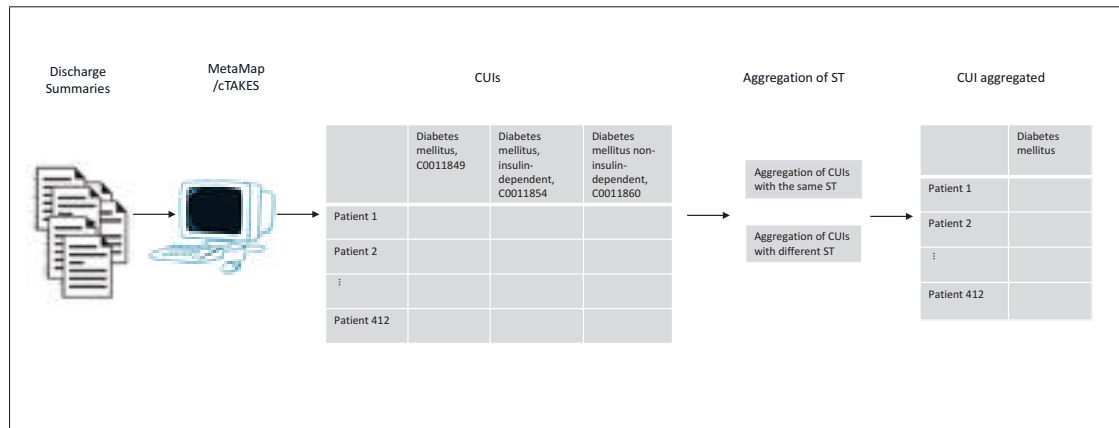 Discharge
Summaries
MetaMap
/cTAKES
CUIs
Aggregation of ST
CUI aggregated
Diabetes
mellitus,
C0011849
Diabetes
mellitus,
insulin-
dependent,
C0011854
Diabetes
mellitus non-
insulin-
dependent,
C0011860
Patient 1
Patient 2
⋮
Patient 412
Aggregation of CUIs
with the same ST
Aggregation of CUIs
with different ST
Diabetes
mellitus
Patient 1
Patient 2
⋮
Patient 412